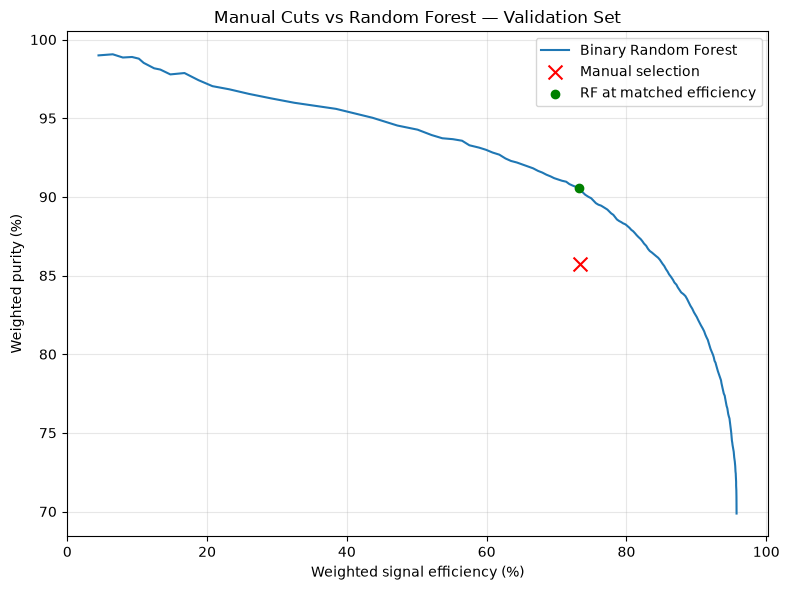 Manual Cuts vs Random Forest — Validation Set
Binary Random Forest
Manual selection
RF at matched efficiency
Weighted purity (%)
100
95
90
85
80
75
70
0 20 40 60 80 100
Weighted signal efficiency (%)